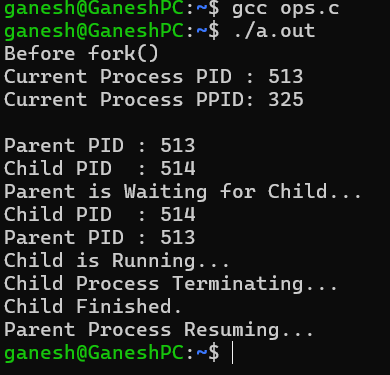 ganesh@GaneshPC:~$ gcc ops.c
ganesh@GaneshPC:~$ ./a.out
Before fork()
Current Process PID : 513
Current Process PPID: 325

Parent PID : 513
Child PID  : 514
Parent is Waiting for Child...
Child PID  : 514
Parent PID : 513
Child is Running...
Child Process Terminating...
Child Finished.
Parent Process Resuming...
ganesh@GaneshPC:~$